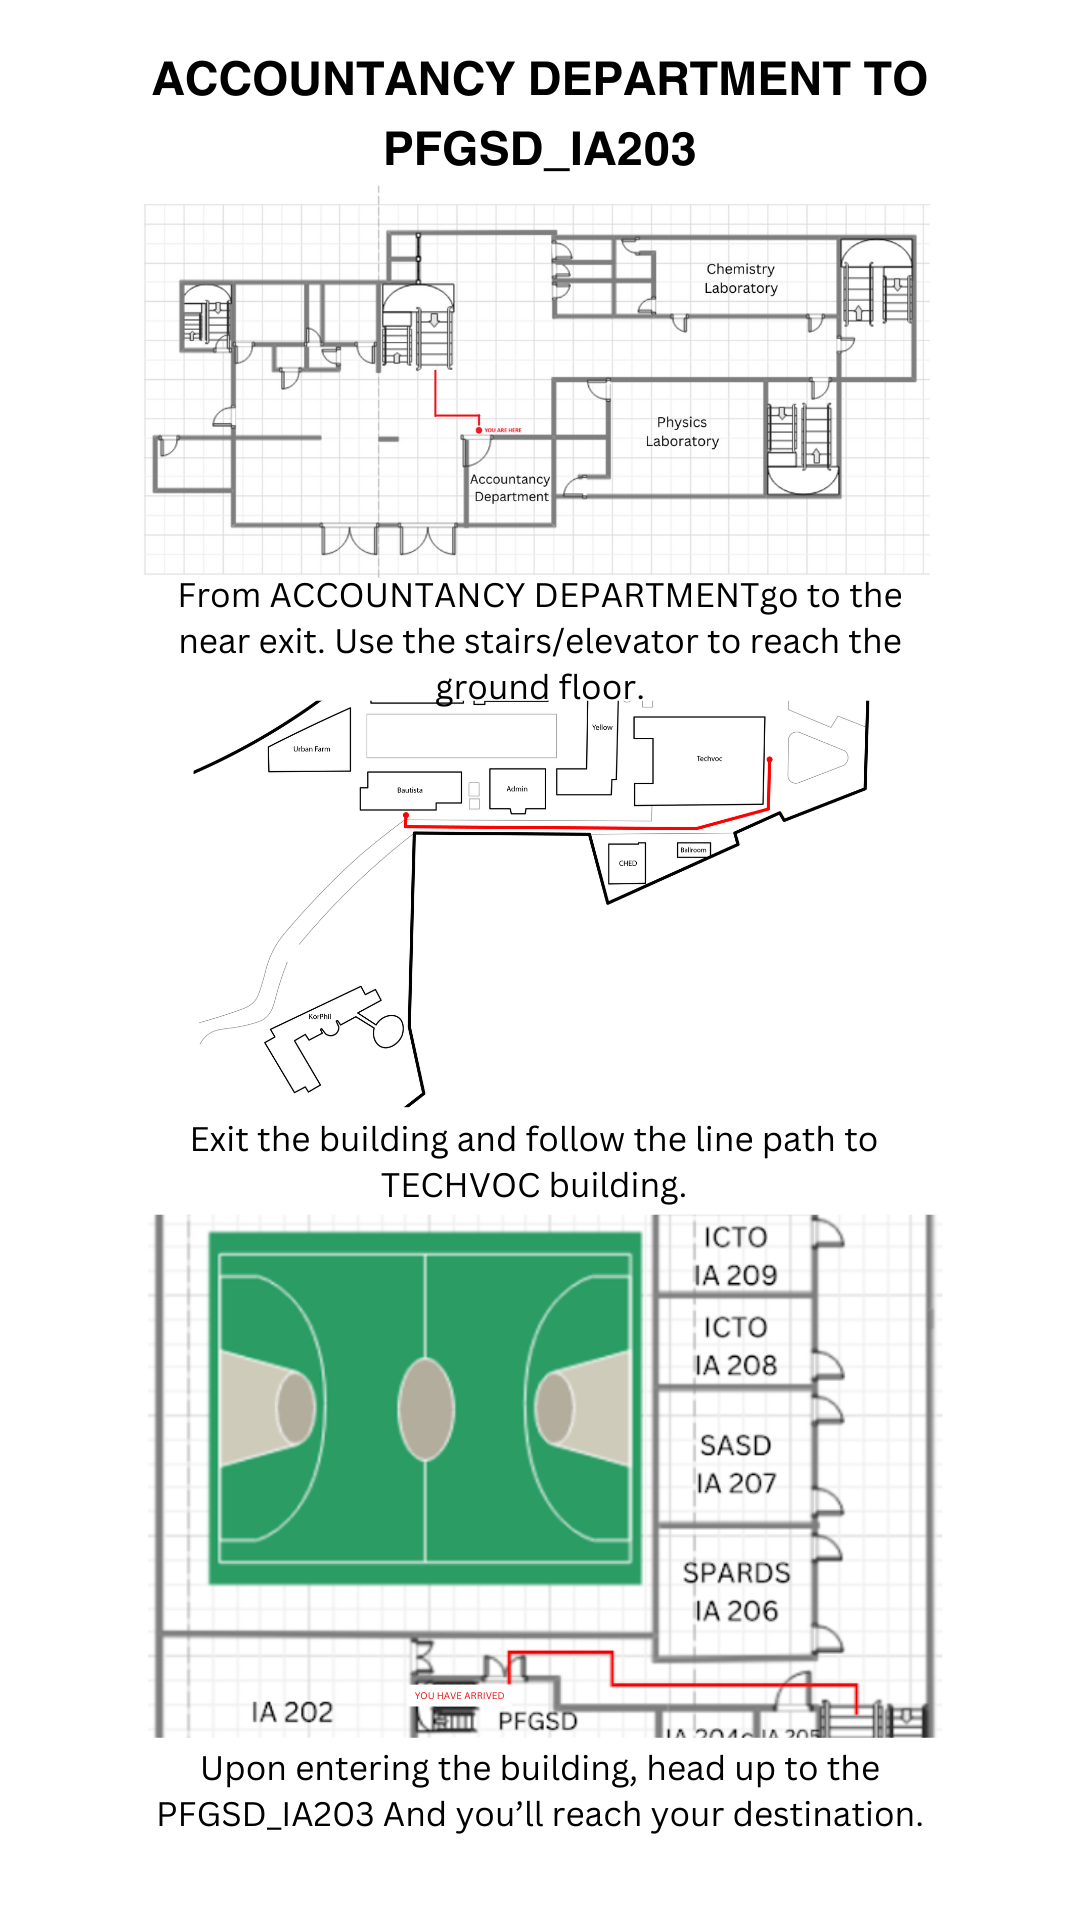 ACCOUNTANCY DEPARTMENT TO
PFGSD_IA203
Chemistry
Laboratory
Physics
Laboratory
YOU ARE HERE
Accountancy
Department
From ACCOUNTANCY DEPARTMENTgo to the
near exit. Use the stairs/elevator to reach the
ground floor.
Urban Farm
Yellow
Techvoc
Bautista
Admin
CHED
Ballroom
KorPhil
Exit the building and follow the line path to
TECHVOC building.
ICTO
IA 209
ICTO
IA 208
SASD
IA 207
SPARDS
IA 206
YOU HAVE ARRIVED
IA 202
PFGSD
IA 204c
IA 205
Upon entering the building, head up to the
PFGSD_IA203 And you’ll reach your destination.